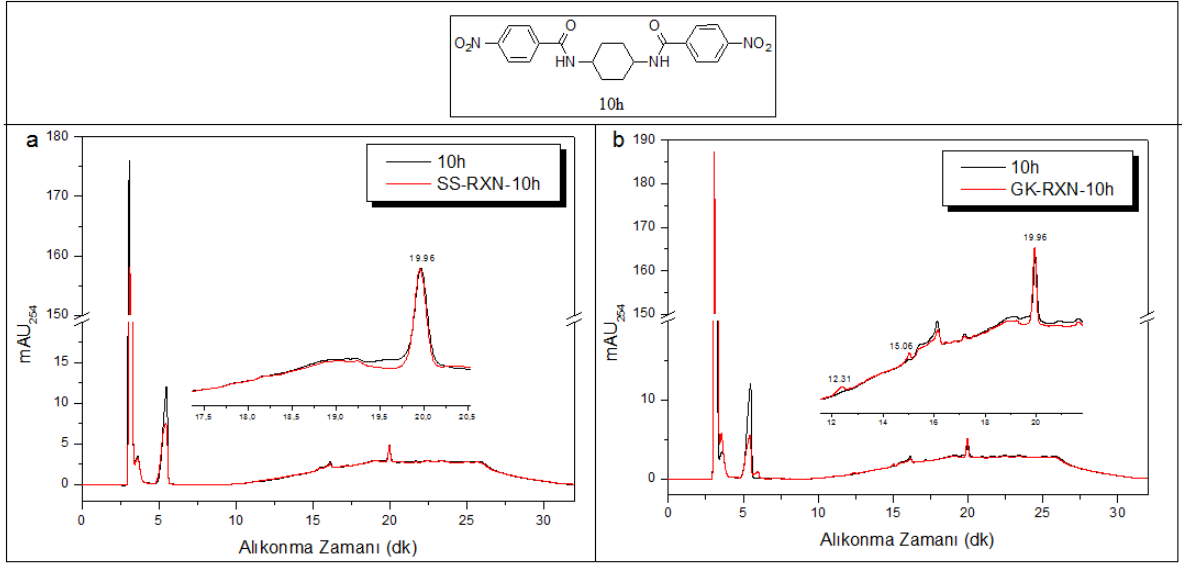 O₂N
O
HN
O
NH
NO₂
10h
a
180
170
160
150
15
10
5
0
mAU₂₅₄
10h
SS-RXN-10h
19.96
17,5
18,0
18,5
19,0
19,5
20,0
20,5
0
5
10
15
20
25
30
Alıkonma Zamanı (dk)
b
190
185
180
175
170
165
160
155
150
10
0
mAU₂₅₄
10h
GK-RXN-10h
19.96
15.06
12.31
12
14
16
18
20
0
5
10
15
20
25
30
Alıkonma Zamanı (dk)